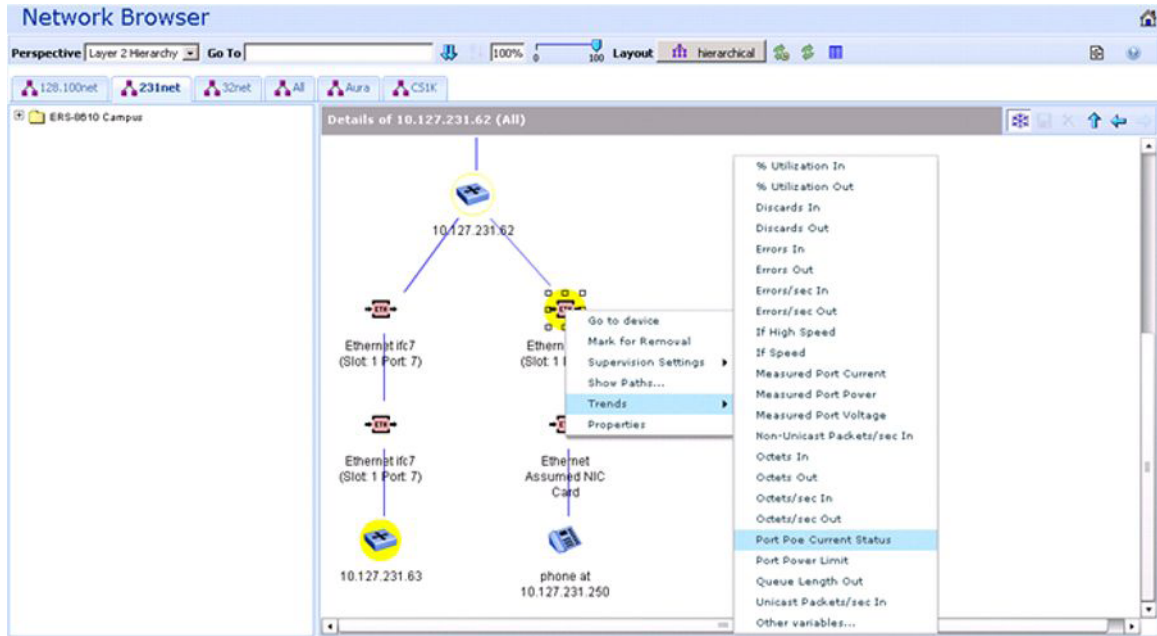 Network Browser
Perspective Layer 2 Hierarchy Go To 100% 0 100 Layout hierarchical
128.100net 231net 32net All Aura CS1K
ERS-8610 Campus
Details of 10.127.231.62 (All)
10.127.231.62
Ethernet ifc7
(Slot: 1 Port: 7)
Ethern
(Slot: 1
Ethernet ifc7
(Slot: 1 Port: 7)
Ethernet
Assumed NIC
Card
10.127.231.63
phone at
10.127.231.250
Go to device
Mark for Removal
Supervision Settings
Show Paths...
Trends
Properties
% Utilization In
% Utilization Out
Discards In
Discards Out
Errors In
Errors Out
Errors/sec In
Errors/sec Out
If High Speed
If Speed
Measured Port Current
Measured Port Power
Measured Port Voltage
Non-Unicast Packets/sec In
Octets In
Octets Out
Octets/sec In
Octets/sec Out
Port Poe Current Status
Port Power Limit
Queue Length Out
Unicast Packets/sec In
Other variables...